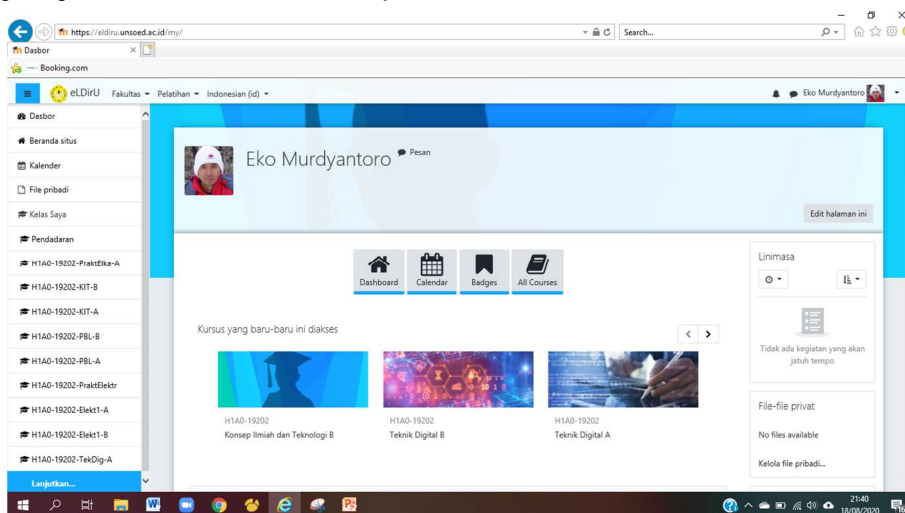 https://eldiru.unsoed.ac.id/my/
Search...
Dasbor
Booking.com
eLDirU Fakultas Pelatihan Indonesian (id)
Eko Murdyantoro
Dasbor
Beranda situs
Kalender
File pribadi
Kelas Saya
Pendadaran
H1A0-19202-PraktElka-A
H1A0-19202-KIT-B
H1A0-19202-KIT-A
H1A0-19202-PBL-B
H1A0-19202-PBL-A
H1A0-19202-PraktElektr
H1A0-19202-Elekt1-A
H1A0-19202-Elekt1-B
H1A0-19202-TekDig-A
Lanjutkan...
Eko Murdyantoro Pesan
Edit halaman ini
Dashboard
Calendar
Badges
All Courses
Kursus yang baru-baru ini diakses
H1A0-19202
Konsep Ilmiah dan Teknologi B
H1A0-19202
Teknik Digital B
H1A0-19202
Teknik Digital A
Linimasa
Tidak ada kegiatan yang akan
jatuh tempo
File-file privat
No files available
Kelola file pribadi...
21:40
18/08/2020